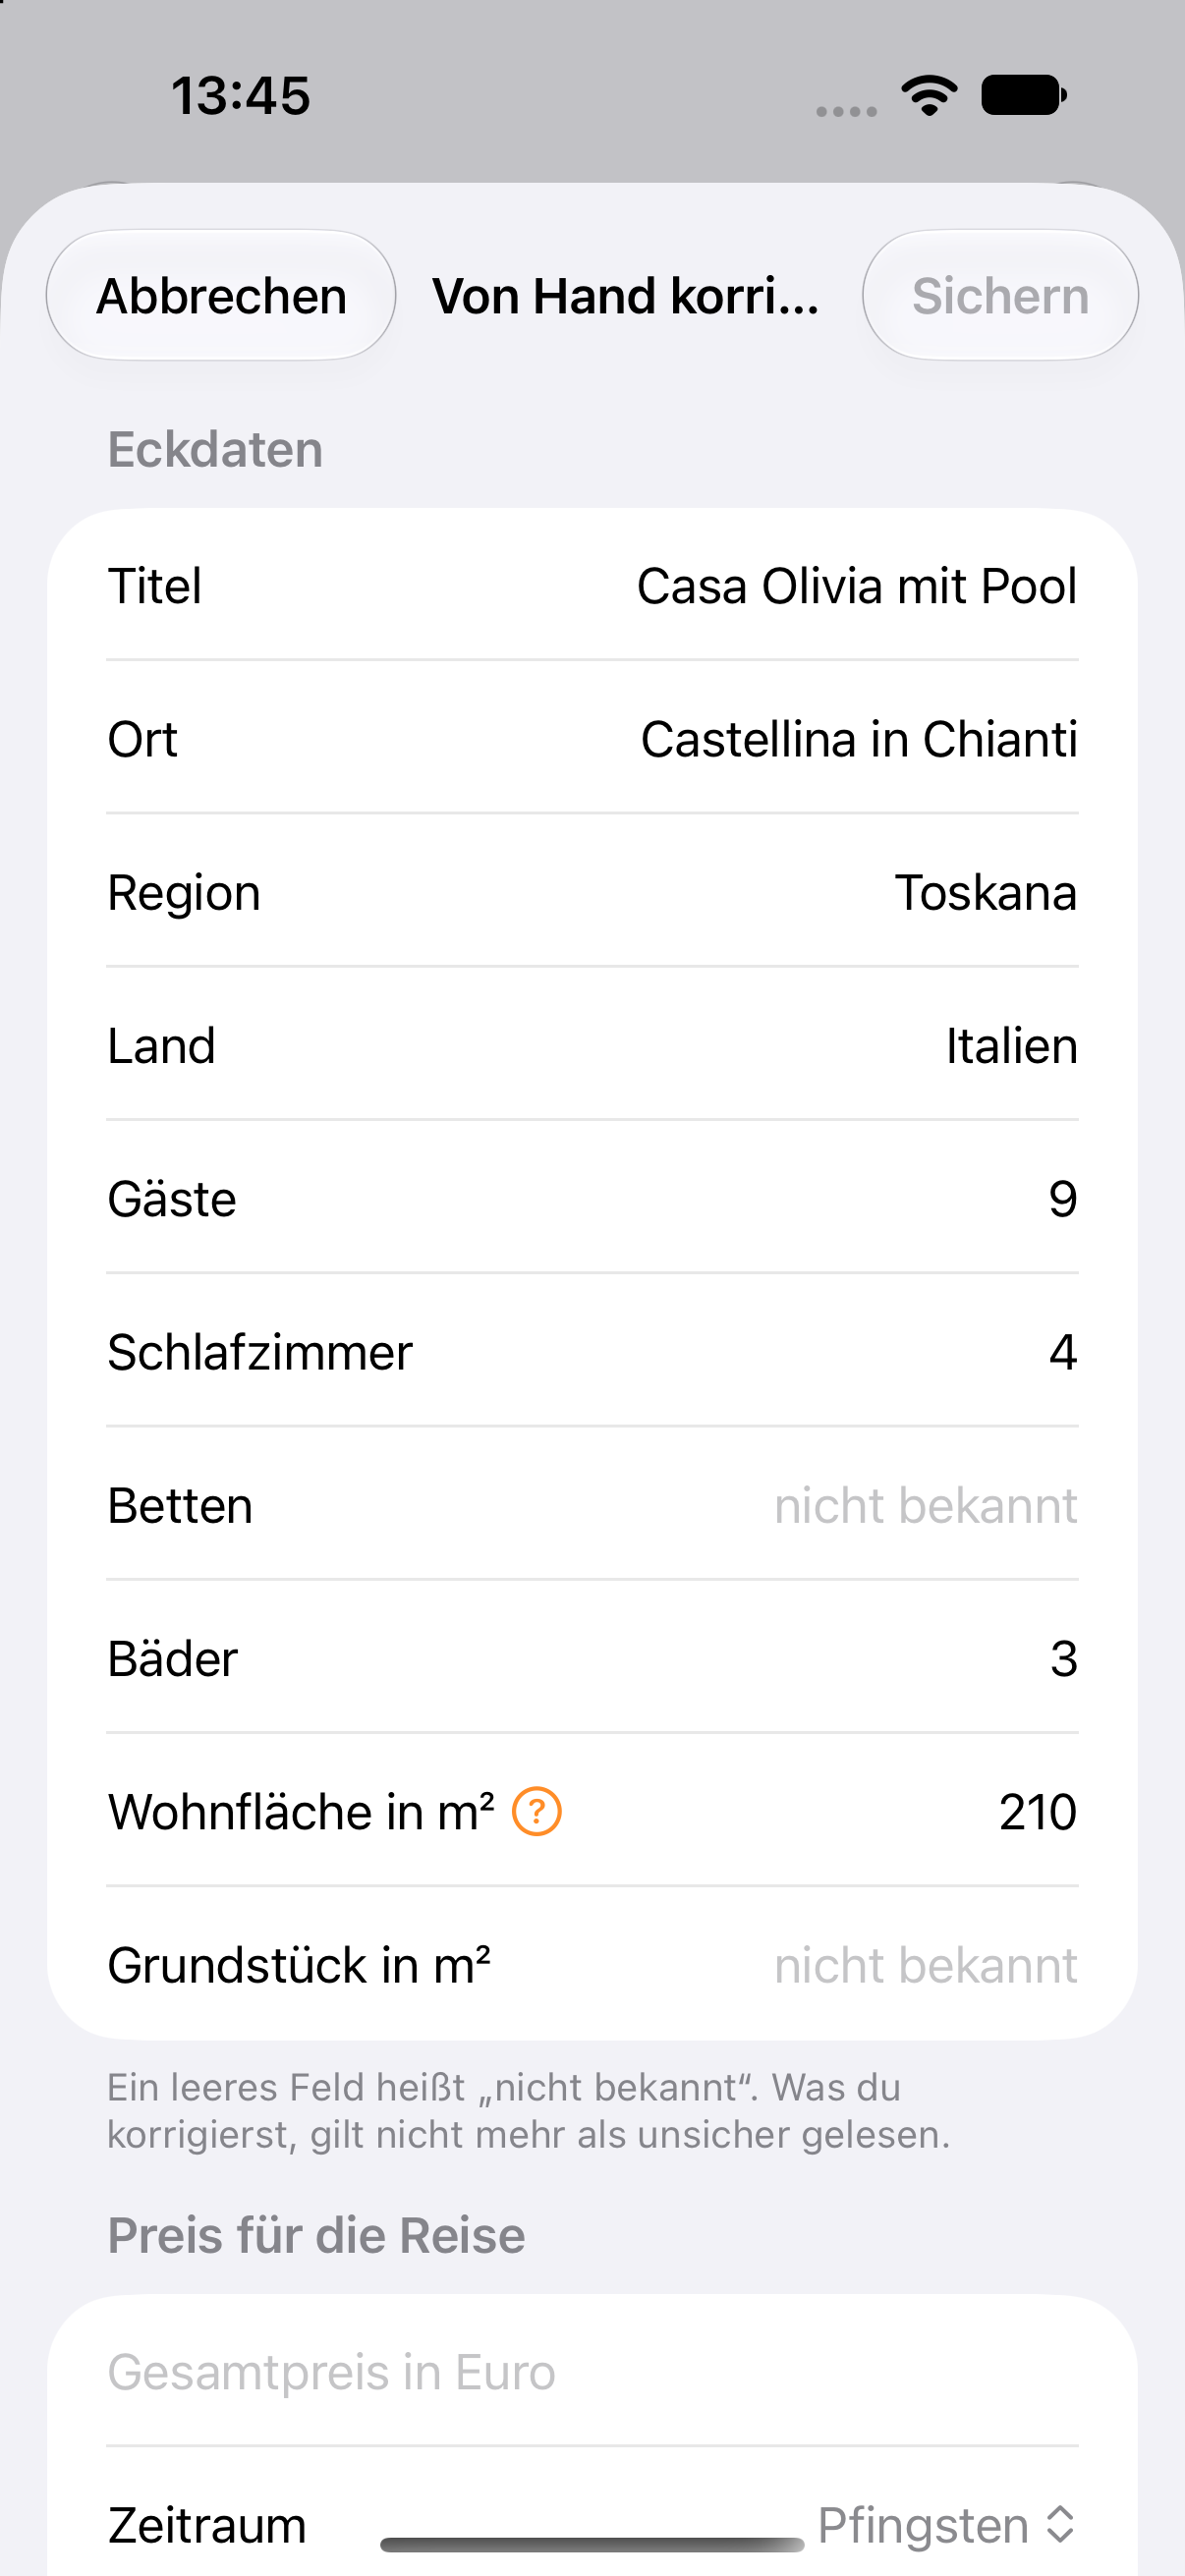 13:45
Abbrechen
Von Hand korri...
Sichern
Eckdaten
Titel
Casa Olivia mit Pool
Ort
Castellina in Chianti
Region
Toskana
Land
Italien
Gäste
9
Schlafzimmer
4
Betten
nicht bekannt
Bäder
3
Wohnfläche in m² ?
210
Grundstück in m²
nicht bekannt
Ein leeres Feld heißt „nicht bekannt“. Was du
korrigierst, gilt nicht mehr als unsicher gelesen.
Preis für die Reise
Gesamtpreis in Euro
Zeitraum
Pfingsten